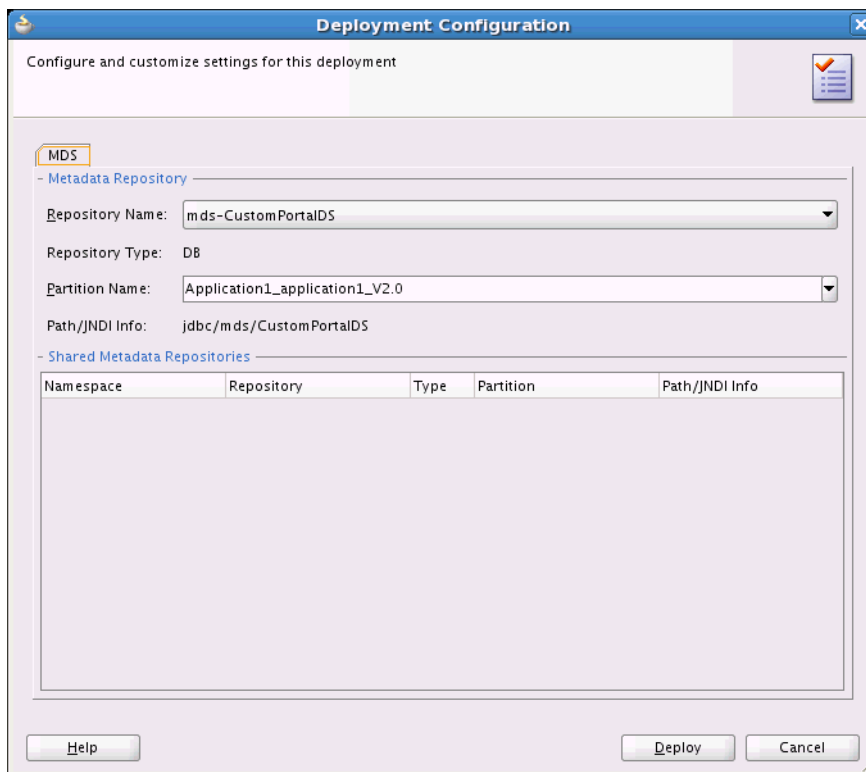 Deployment Configuration
Configure and customize settings for this deployment
MDS
Metadata Repository
Repository Name: mds-CustomPortalDS
Repository Type: DB
Partition Name: Application1_application1_V2.0
Path/JNDI Info: jdbc/mds/CustomPortalDS
Shared Metadata Repositories
Namespace Repository Type Partition Path/JNDI Info
Help Deploy Cancel